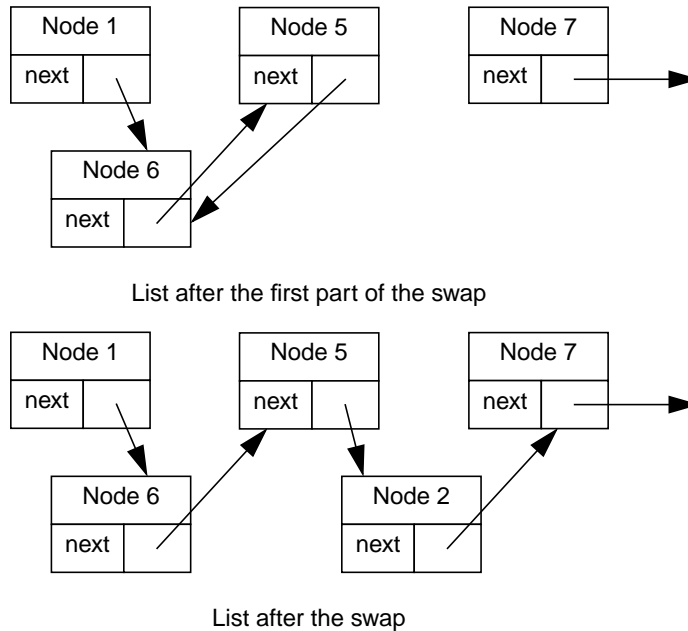 Node 1 Node 5 Node 7
next next next
Node 6
next
List after the first part of the swap
Node 1 Node 5 Node 7
next next next
Node 6 Node 2
next next
List after the swap